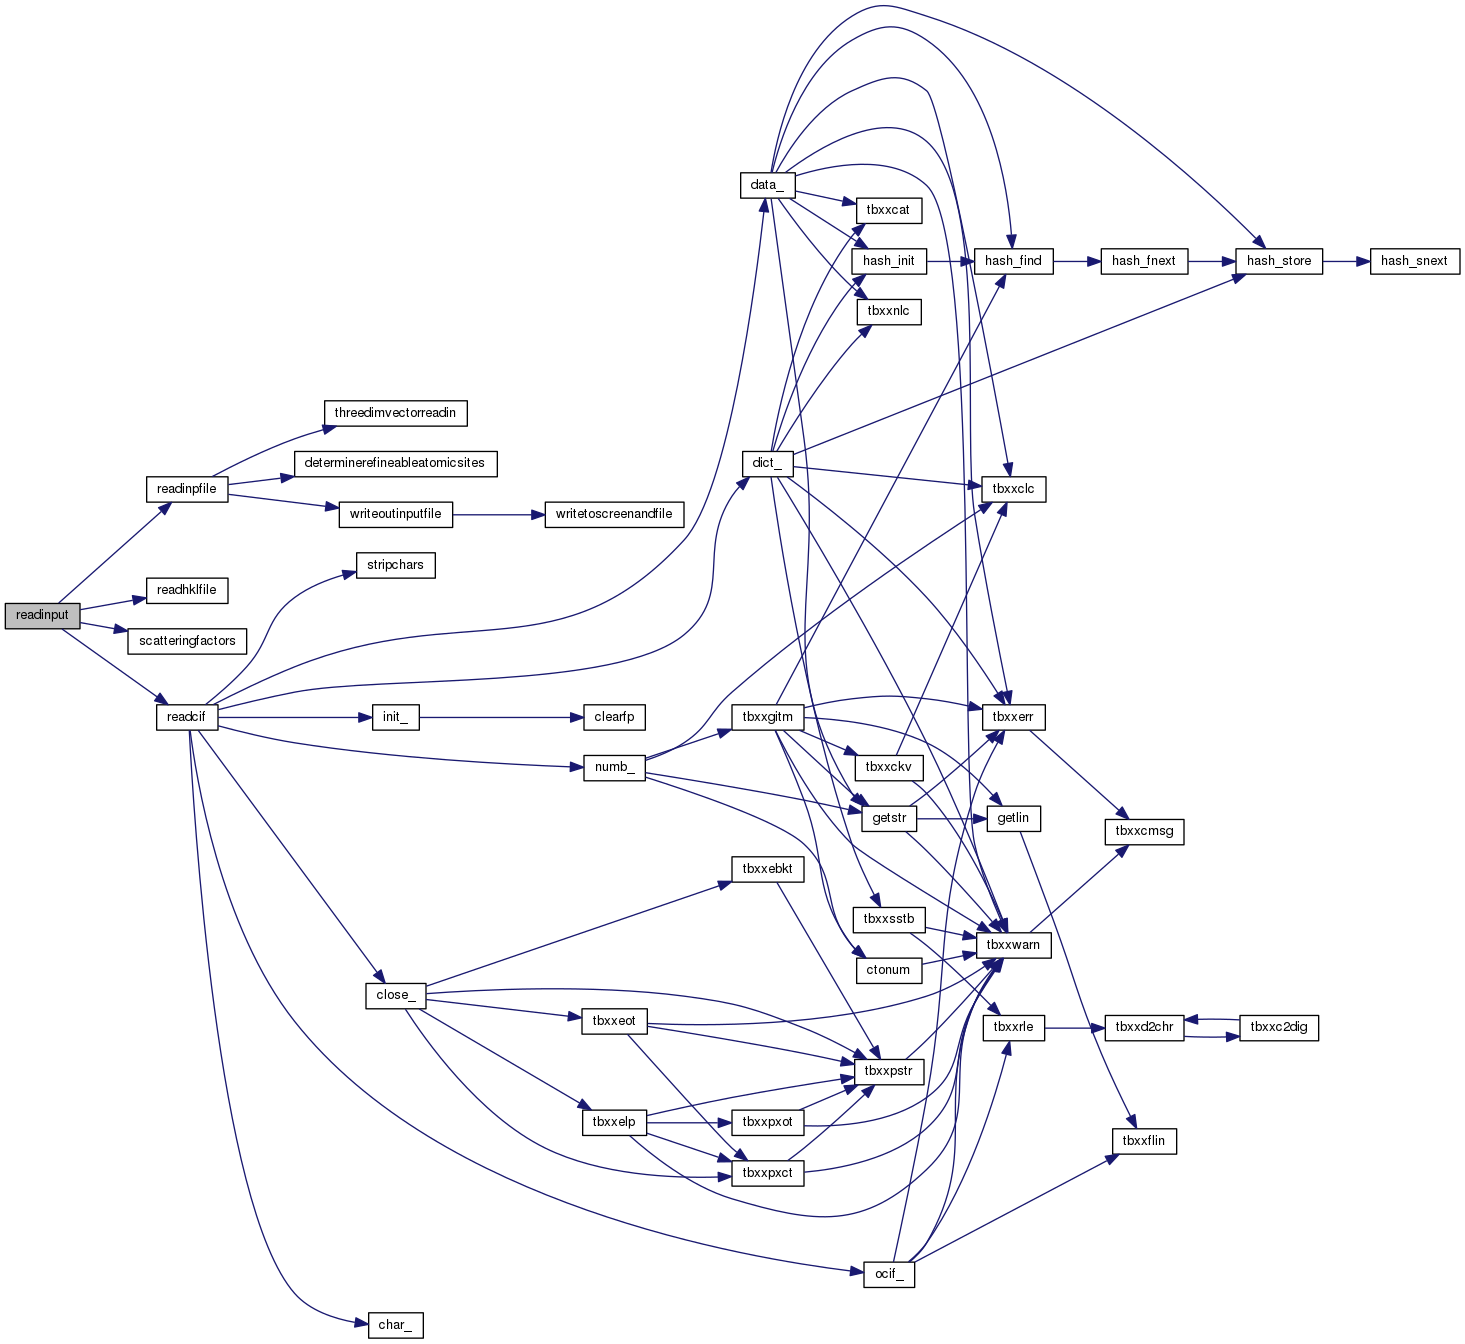 data_
tbxxcat
hash_init
hash_find
hash_fnext
hash_store
hash_snext
tbxxnlc
threedimvectorreadin
determinerefineableatomicsites
dict_
readinpfile
tbxxclc
writeoutinputfile
writetoscreenandfile
stripchars
readhklfile
readinput
scatteringfactors
readcif
init_
clearfp
tbxxgitm
tbxxerr
numb_
tbxxckv
getstr
getlin
tbxxcmsg
tbxxebkt
tbxxsstb
tbxxwarn
ctonum
close_
tbxxeot
tbxxrle
tbxxd2chr
tbxxc2dig
tbxxpstr
tbxxelp
tbxxpxot
tbxxflin
tbxxpxct
ocif_
char_